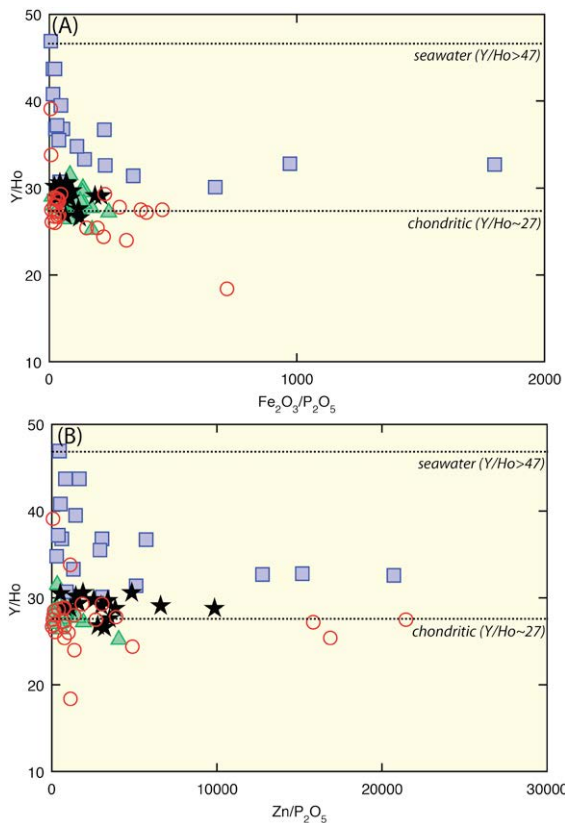 (A)
50
40
30
20
10
Y/Ho
seawater (Y/Ho>47)
chondritic (Y/Ho~27)
0
1000
2000
Fe₂O₃/P₂O₅
(B)
50
40
30
20
10
Y/Ho
seawater (Y/Ho>47)
chondritic (Y/Ho~27)
0
10000
20000
30000
Zn/P₂O₅